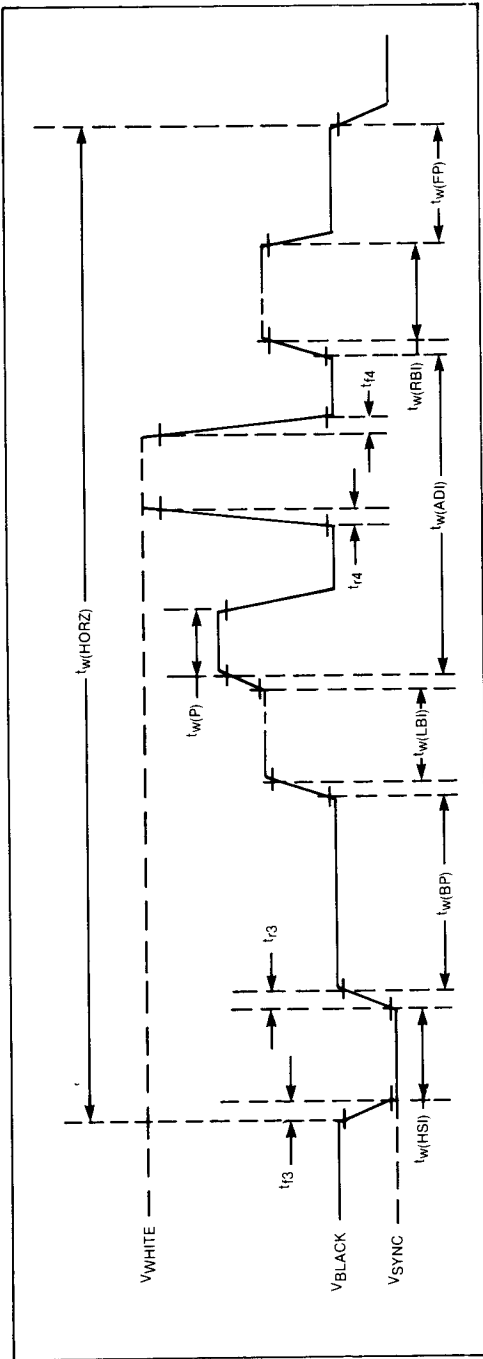 tw(HORZ)
VWHITE
tw(P)
tr4
tf4
tf3
tr3
VBLACK
VSYNC
tw(HSI)
tw(BP)
tw(LBI)
tw(ADI)
tw(RBI)
tw(FP)